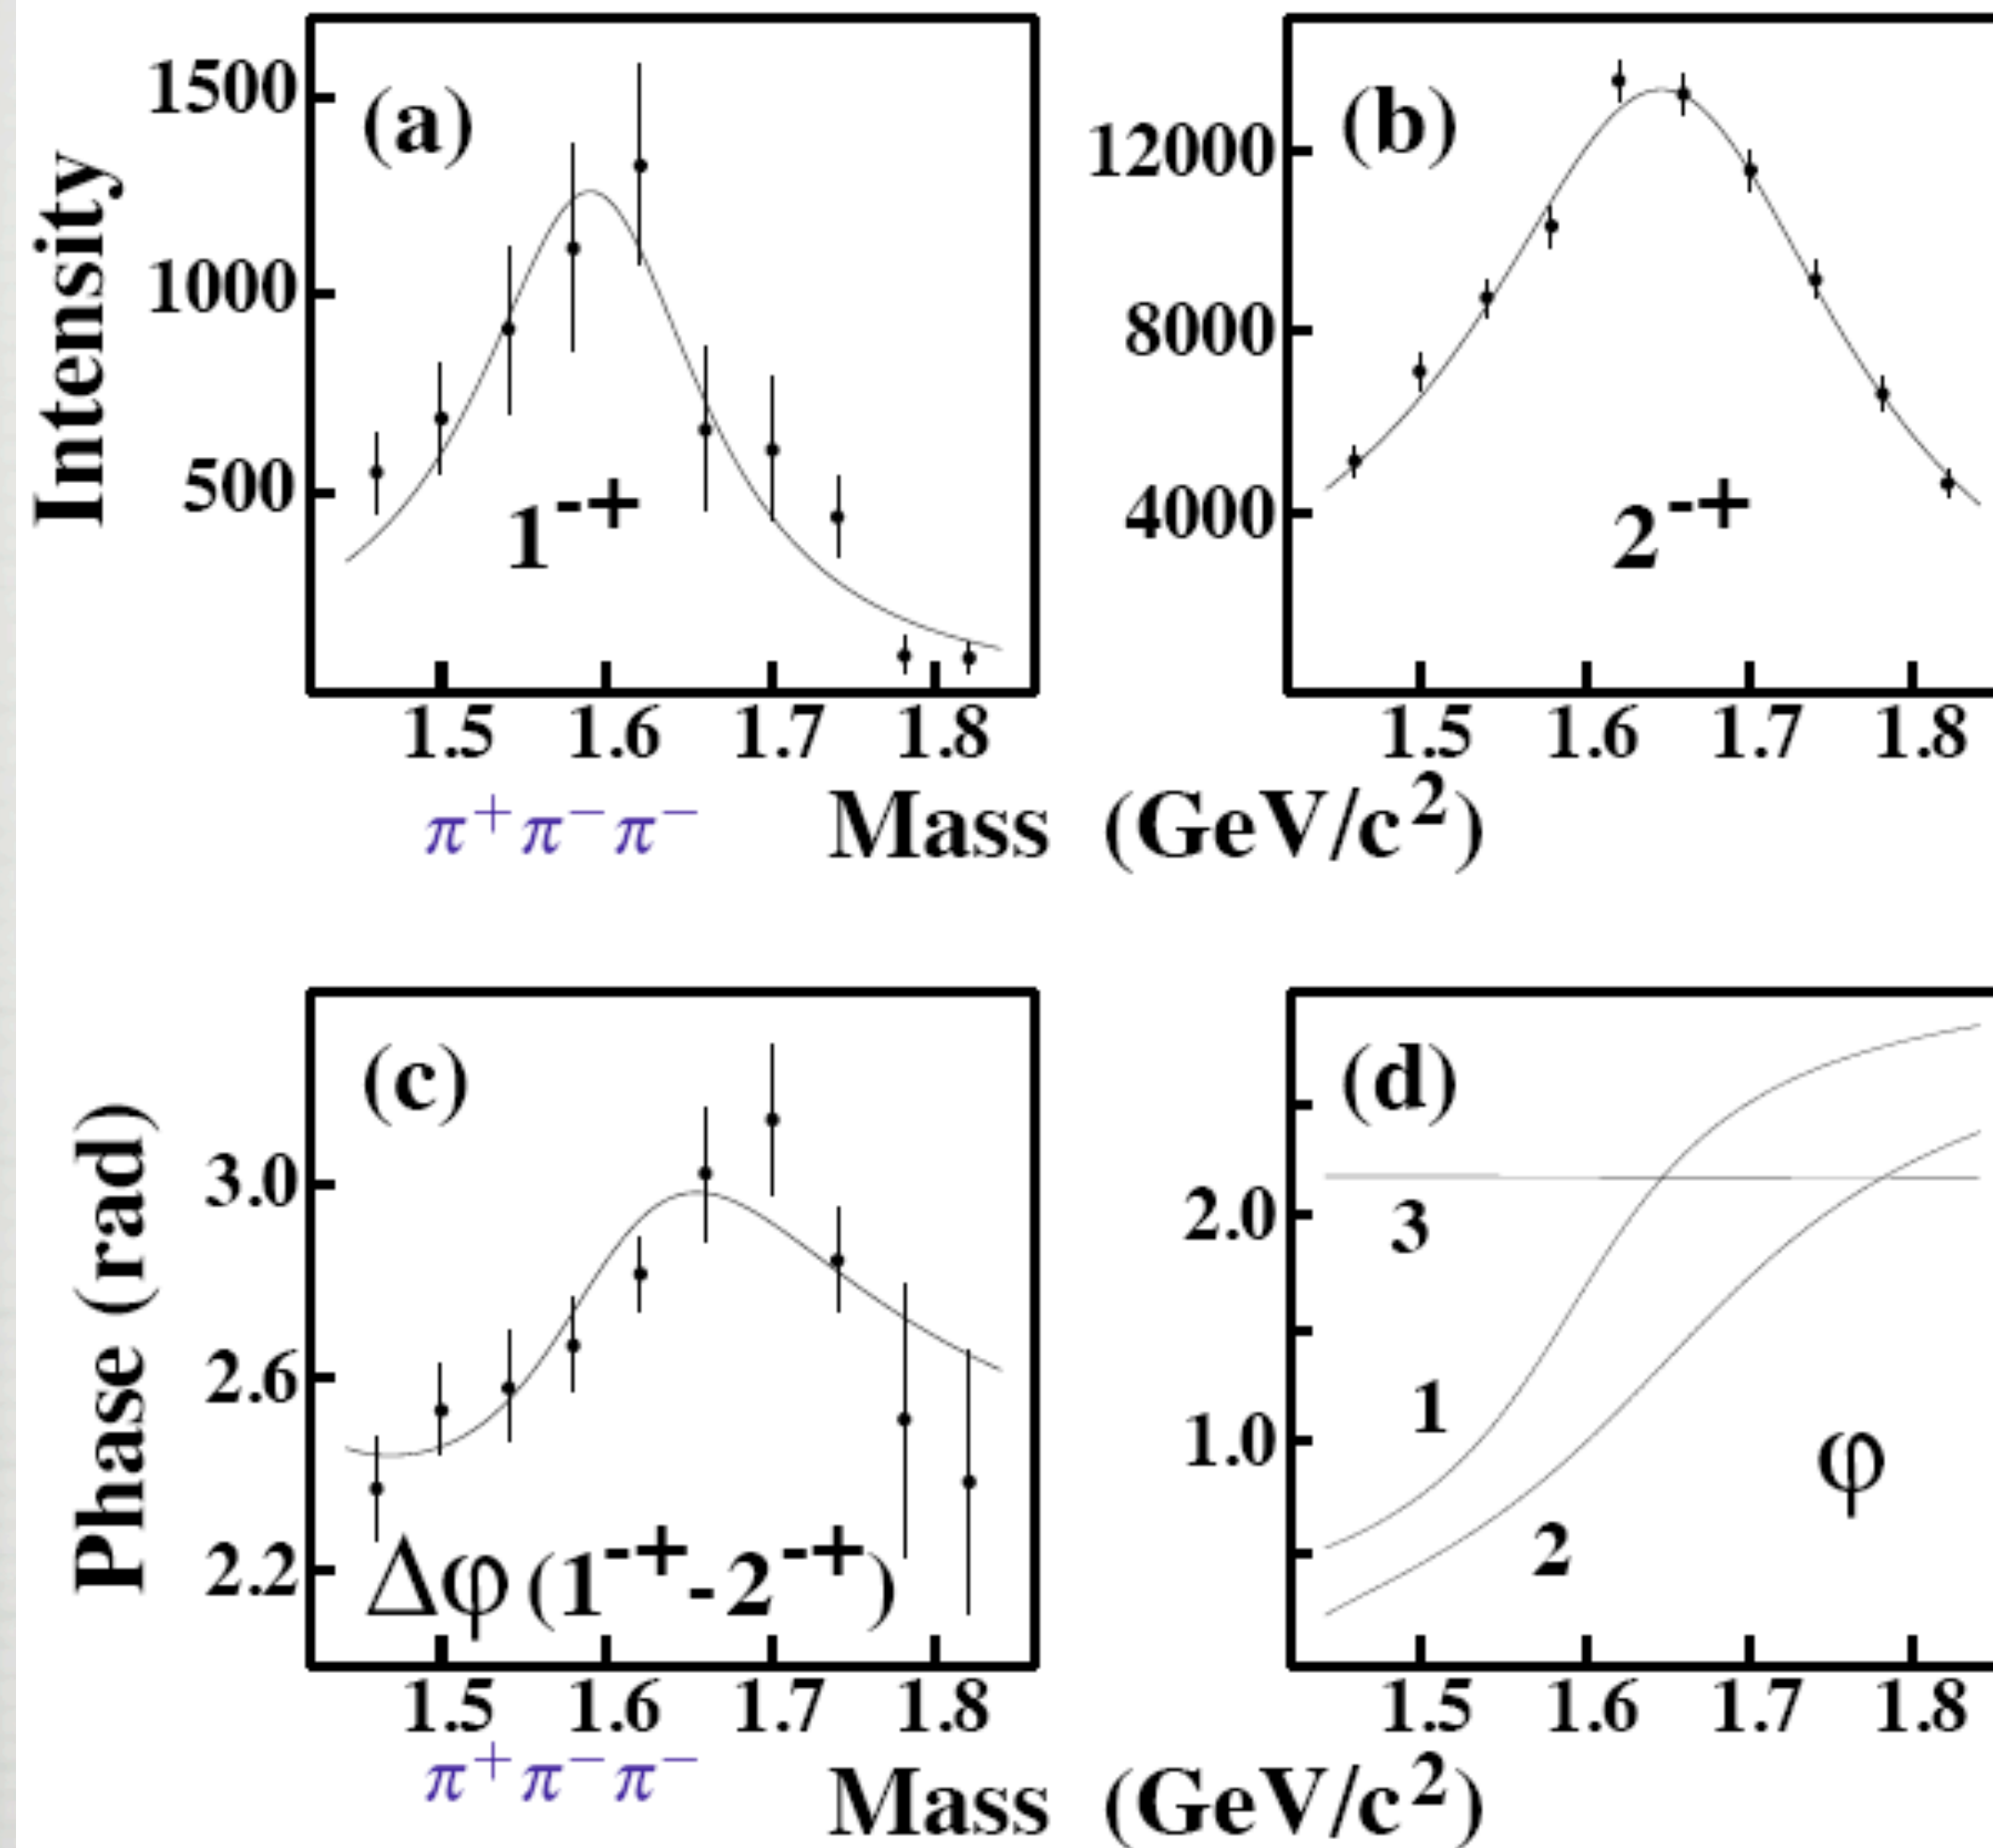 Intensity
(a)
1500
1000
500
1⁻⁺
1.5 1.6 1.7 1.8
(b)
12000
8000
4000
2⁻⁺
1.5 1.6 1.7 1.8
π⁺π⁻π⁻ Mass (GeV/c²)
Phase (rad)
(c)
3.0
2.6
2.2
Δφ (1⁻⁺-2⁻⁺)
1.5 1.6 1.7 1.8
(d)
2.0
1.0
3
1
2
φ
1.5 1.6 1.7 1.8
π⁺π⁻π⁻ Mass (GeV/c²)